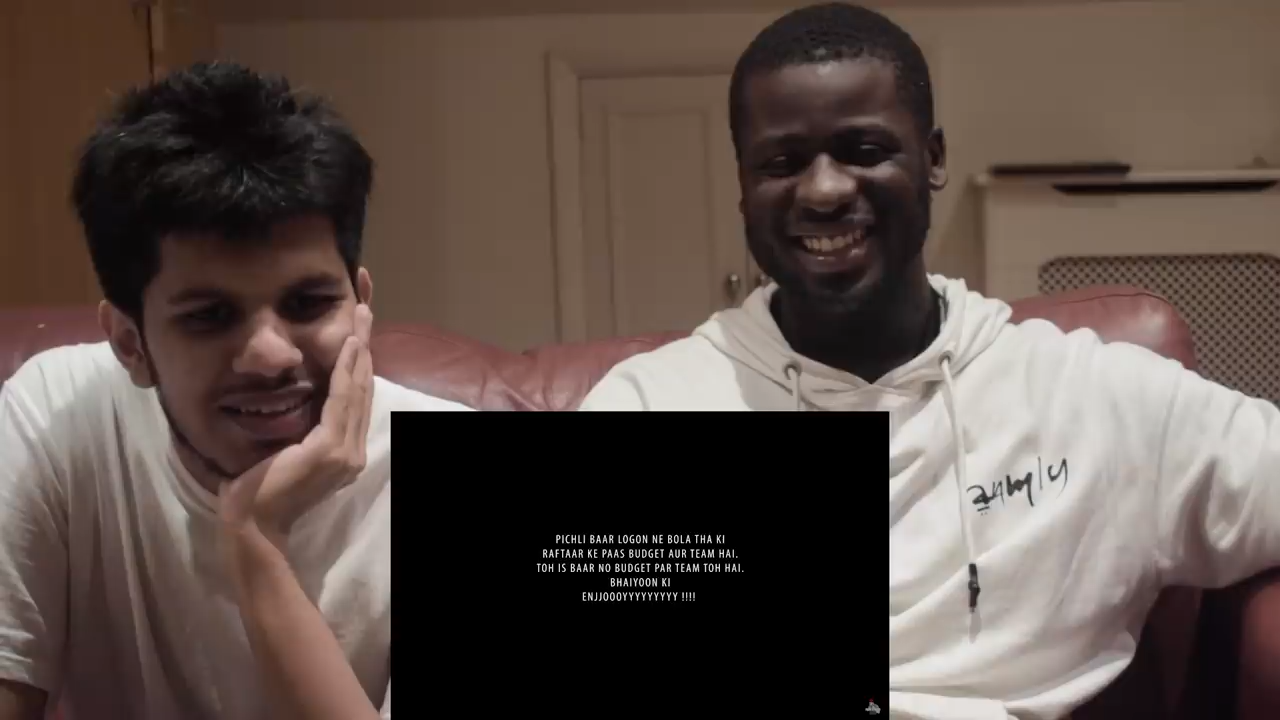 PICHLI BAAR LOGON NE BOLA THA KI
RAFTAAR KE PAAS BUDGET AUR TEAM HAI.
TOH IS BAAR NO BUDGET PAR TEAM TOH HAI.
BHAIYOON KI
ENJJOOOYYYYYYYYY !!!!